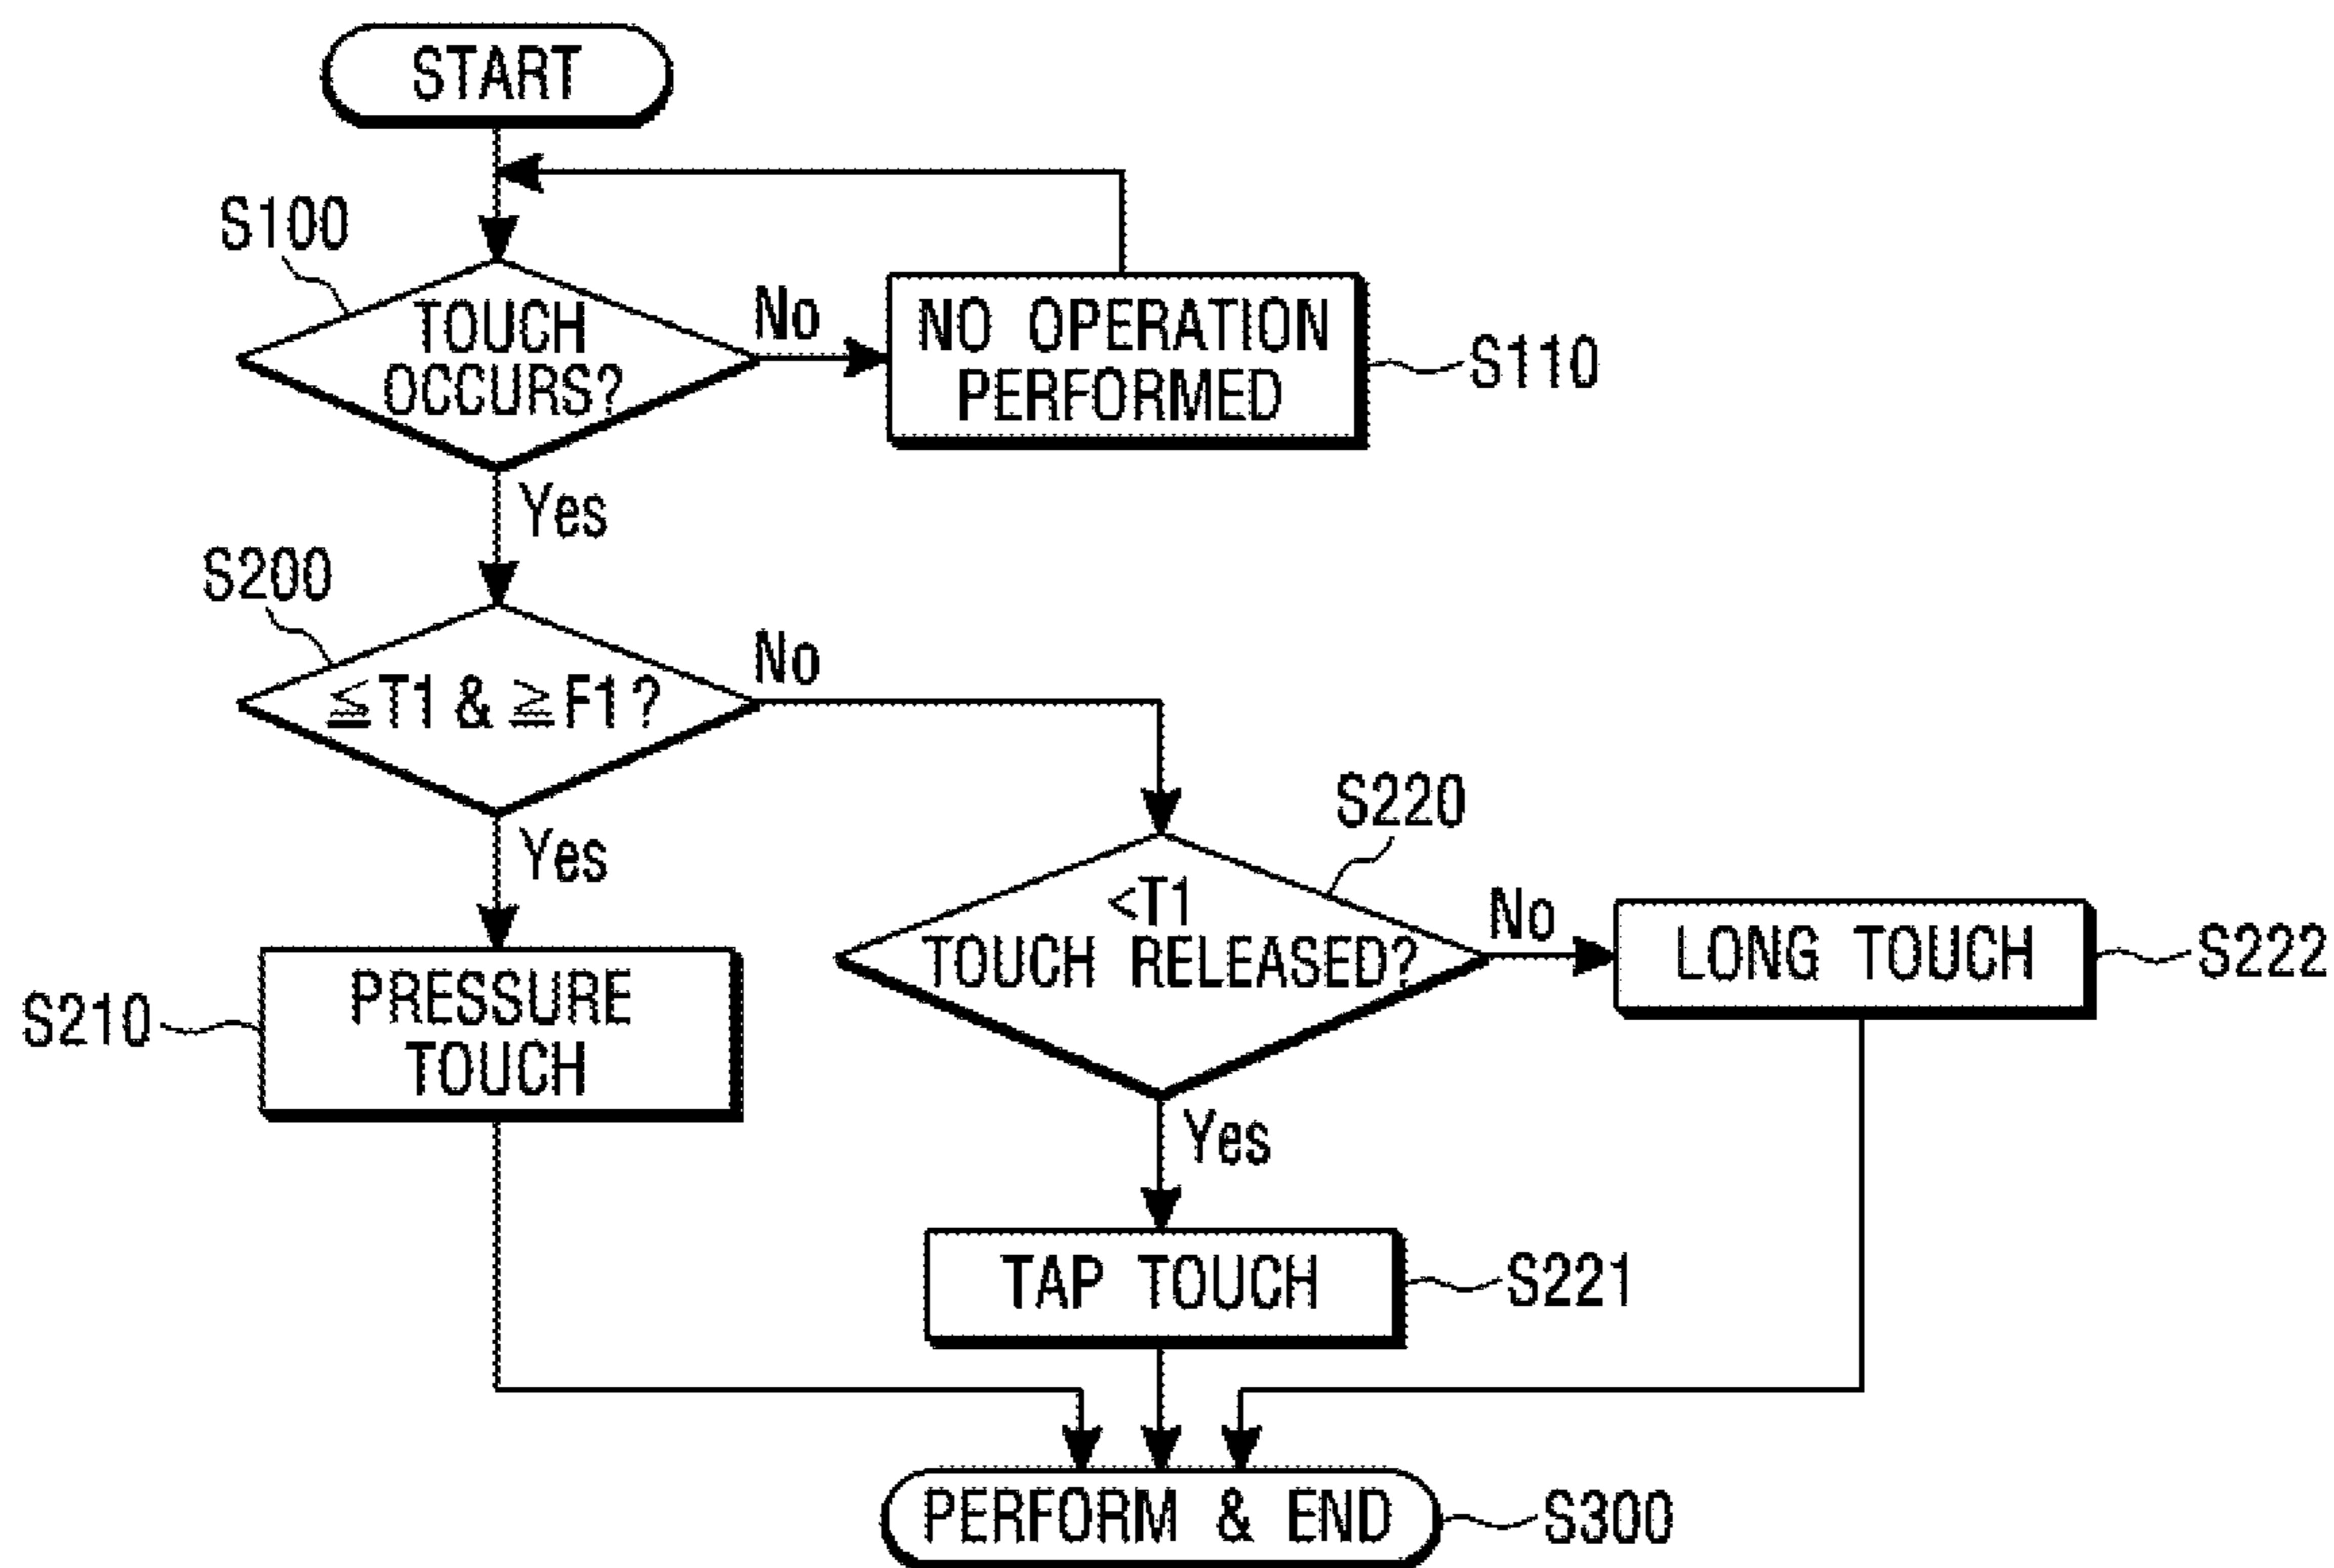 START
S100
TOUCH
OCCURS?
No
NO OPERATION
PERFORMED
S110
Yes
S200
≦T1 & ≧F1?
No
Yes
S210
PRESSURE
TOUCH
S220
<T1
TOUCH RELEASED?
No
LONG TOUCH
S222
Yes
TAP TOUCH
S221
PERFORM & END
S300